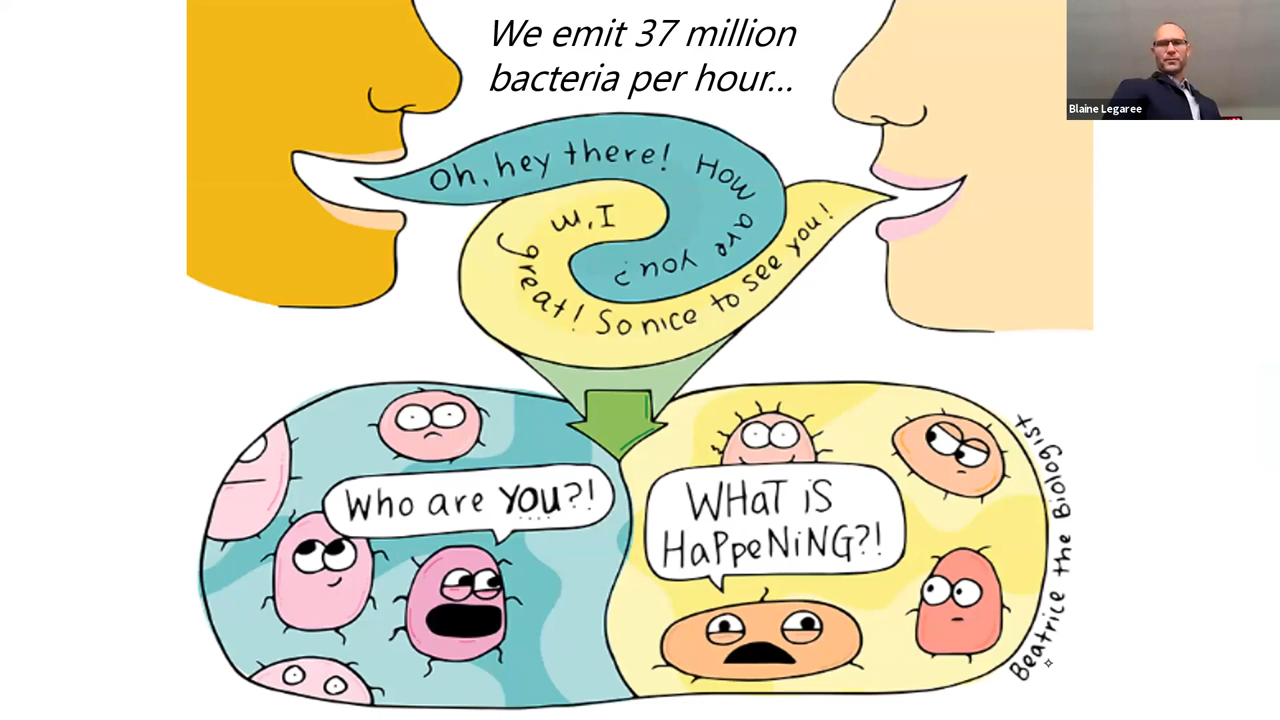 We emit 37 million
bacteria per hour...
Blaine Legaree
Oh, hey there! How are you?
I'm great! So nice to see you!
Who are YOU?!
WHaT iS
HaPPeNiNG?!
Beatrice the Biologist